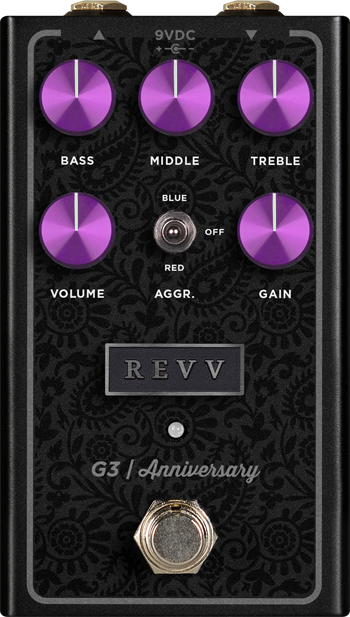 9VDC
BASS MIDDLE TREBLE
BLUE
OFF
RED
VOLUME AGGR. GAIN
REVV
G3 | Anniversary